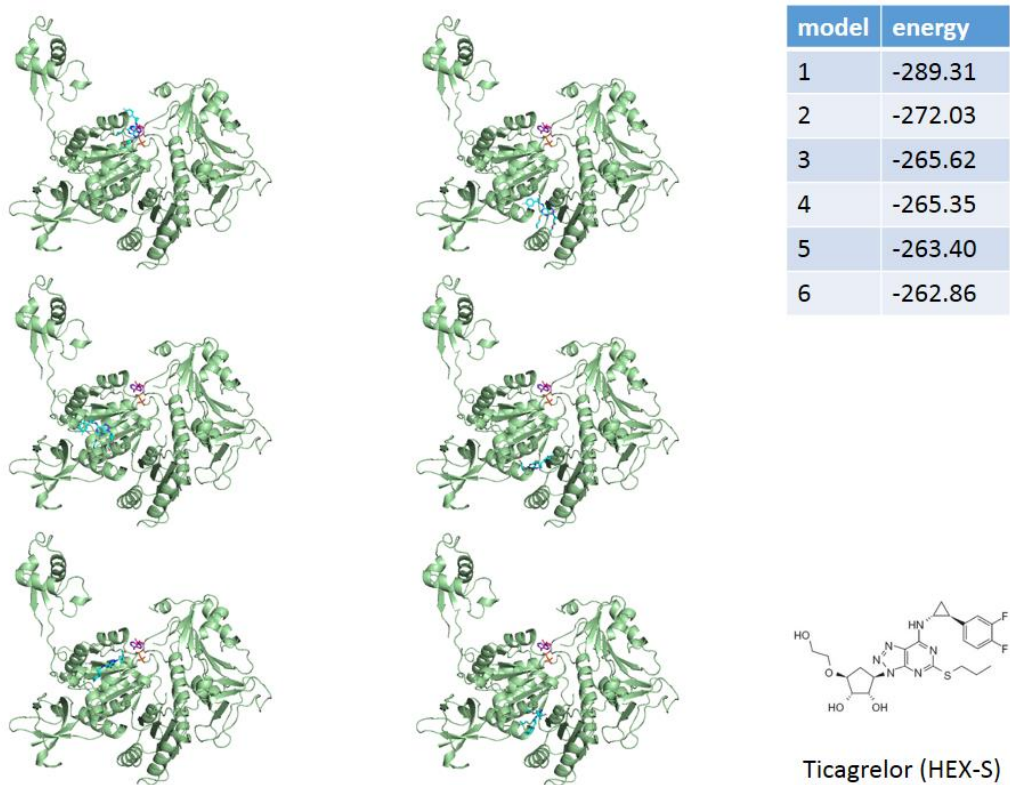 model energy
1 -289.31
2 -272.03
3 -265.62
4 -265.35
5 -263.40
6 -262.86
F
HN
F
HO
N N
N
N
N S
O
HO OH
Ticagrelor (HEX-S)